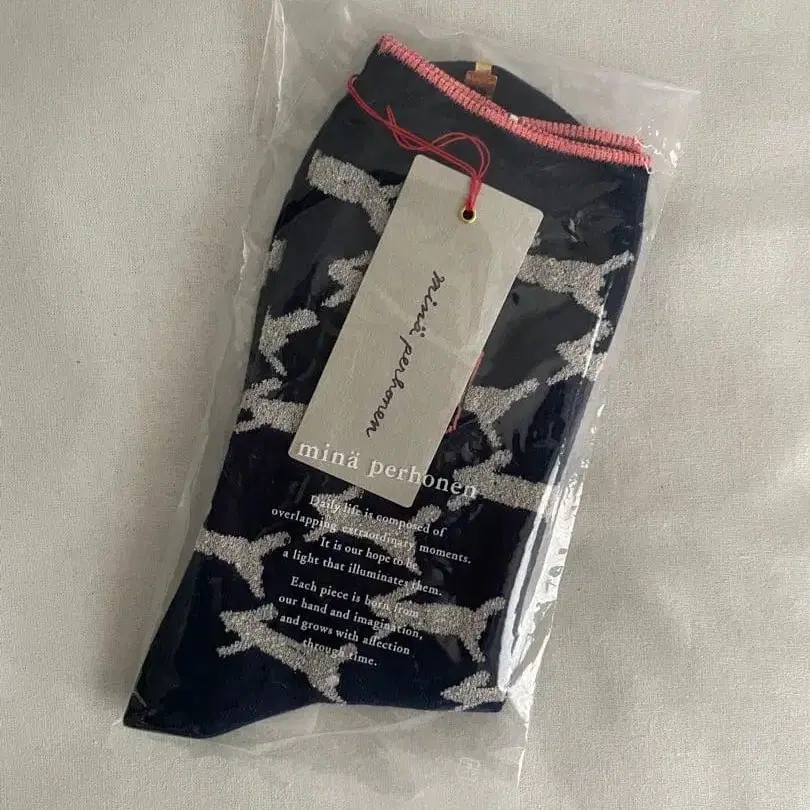 minä perhonen
minä perhonen
Daily life is composed of
overlapping extraordinary moments.
It is our hope to be
a light that illuminates them.
Each piece is born from
our hand and imagination,
and grows with affection
through time.